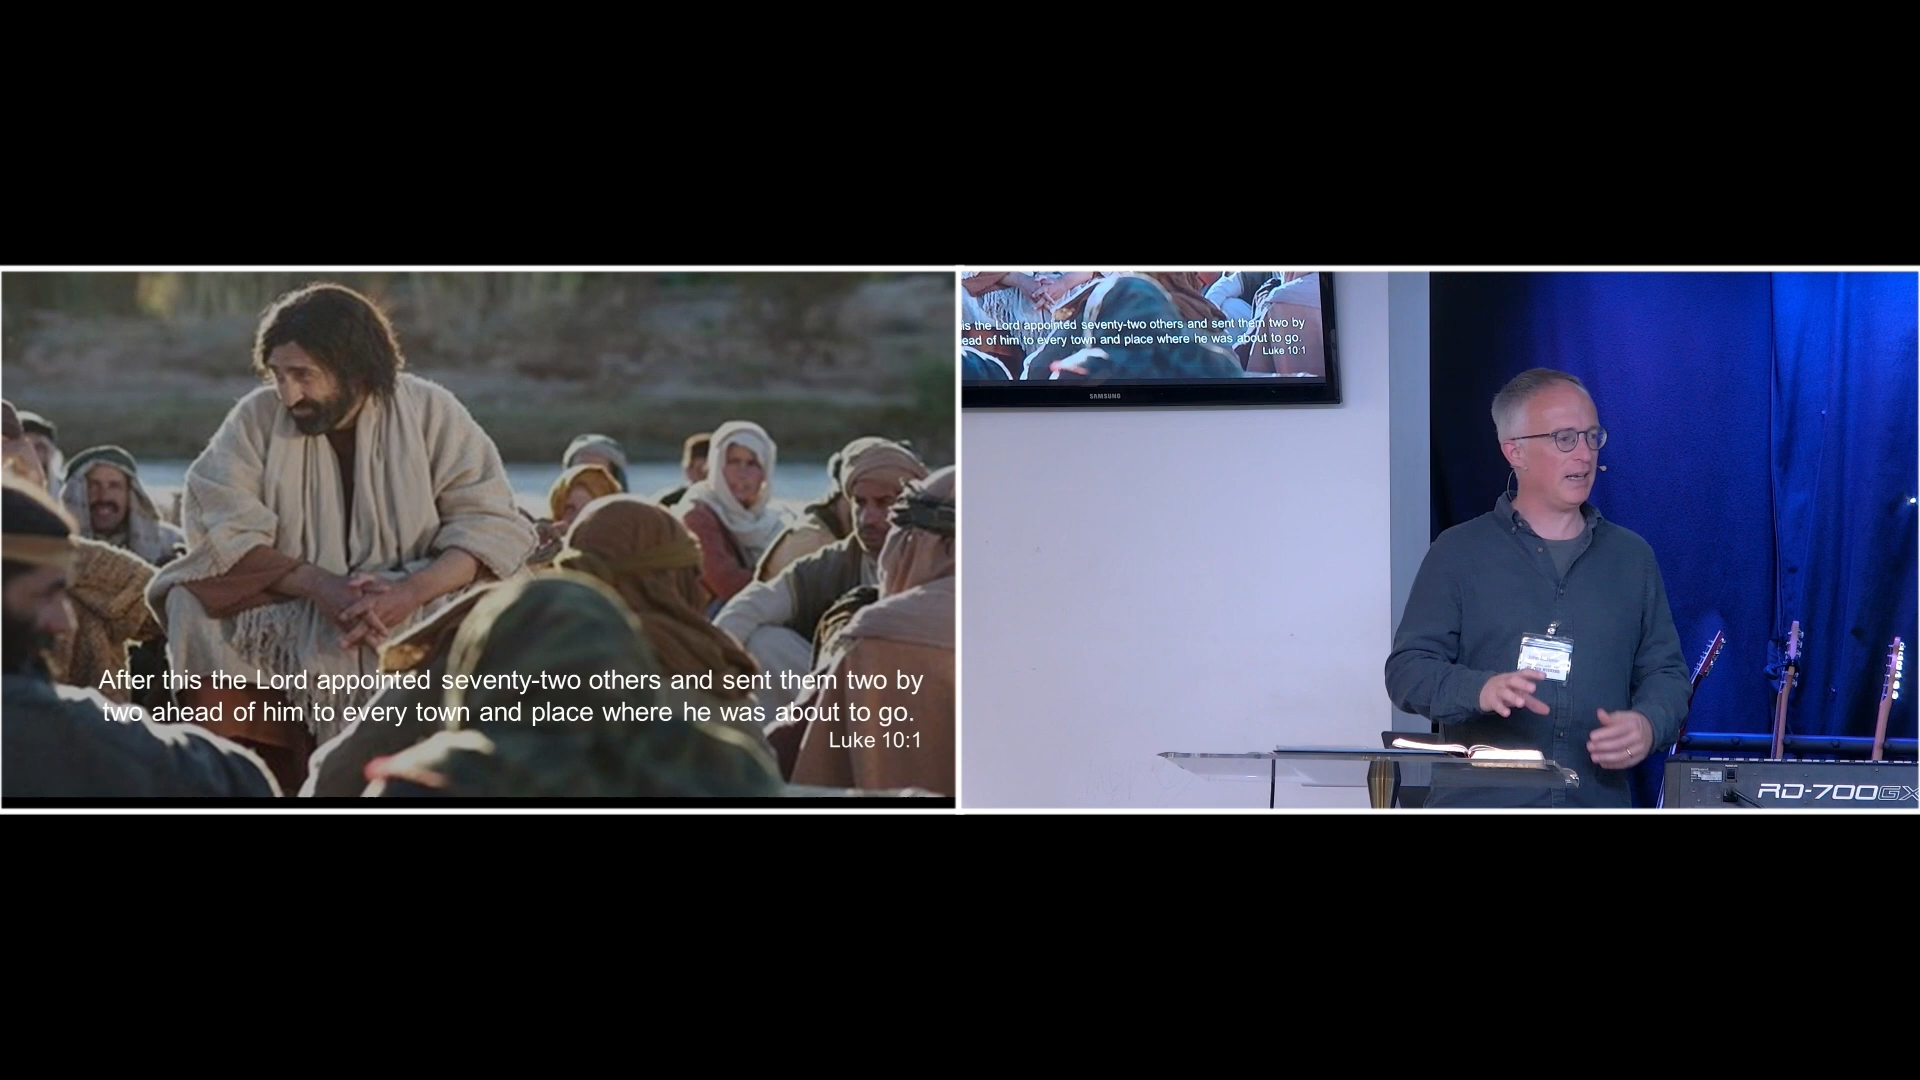 After this the Lord appointed seventy-two others and sent them two by
two ahead of him to every town and place where he was about to go.
Luke 10:1
is the Lord appointed seventy-two others and sent them two by
ead of him to every town and place where he was about to go.
Luke 10:1
SAMSUNG
RD-700GX